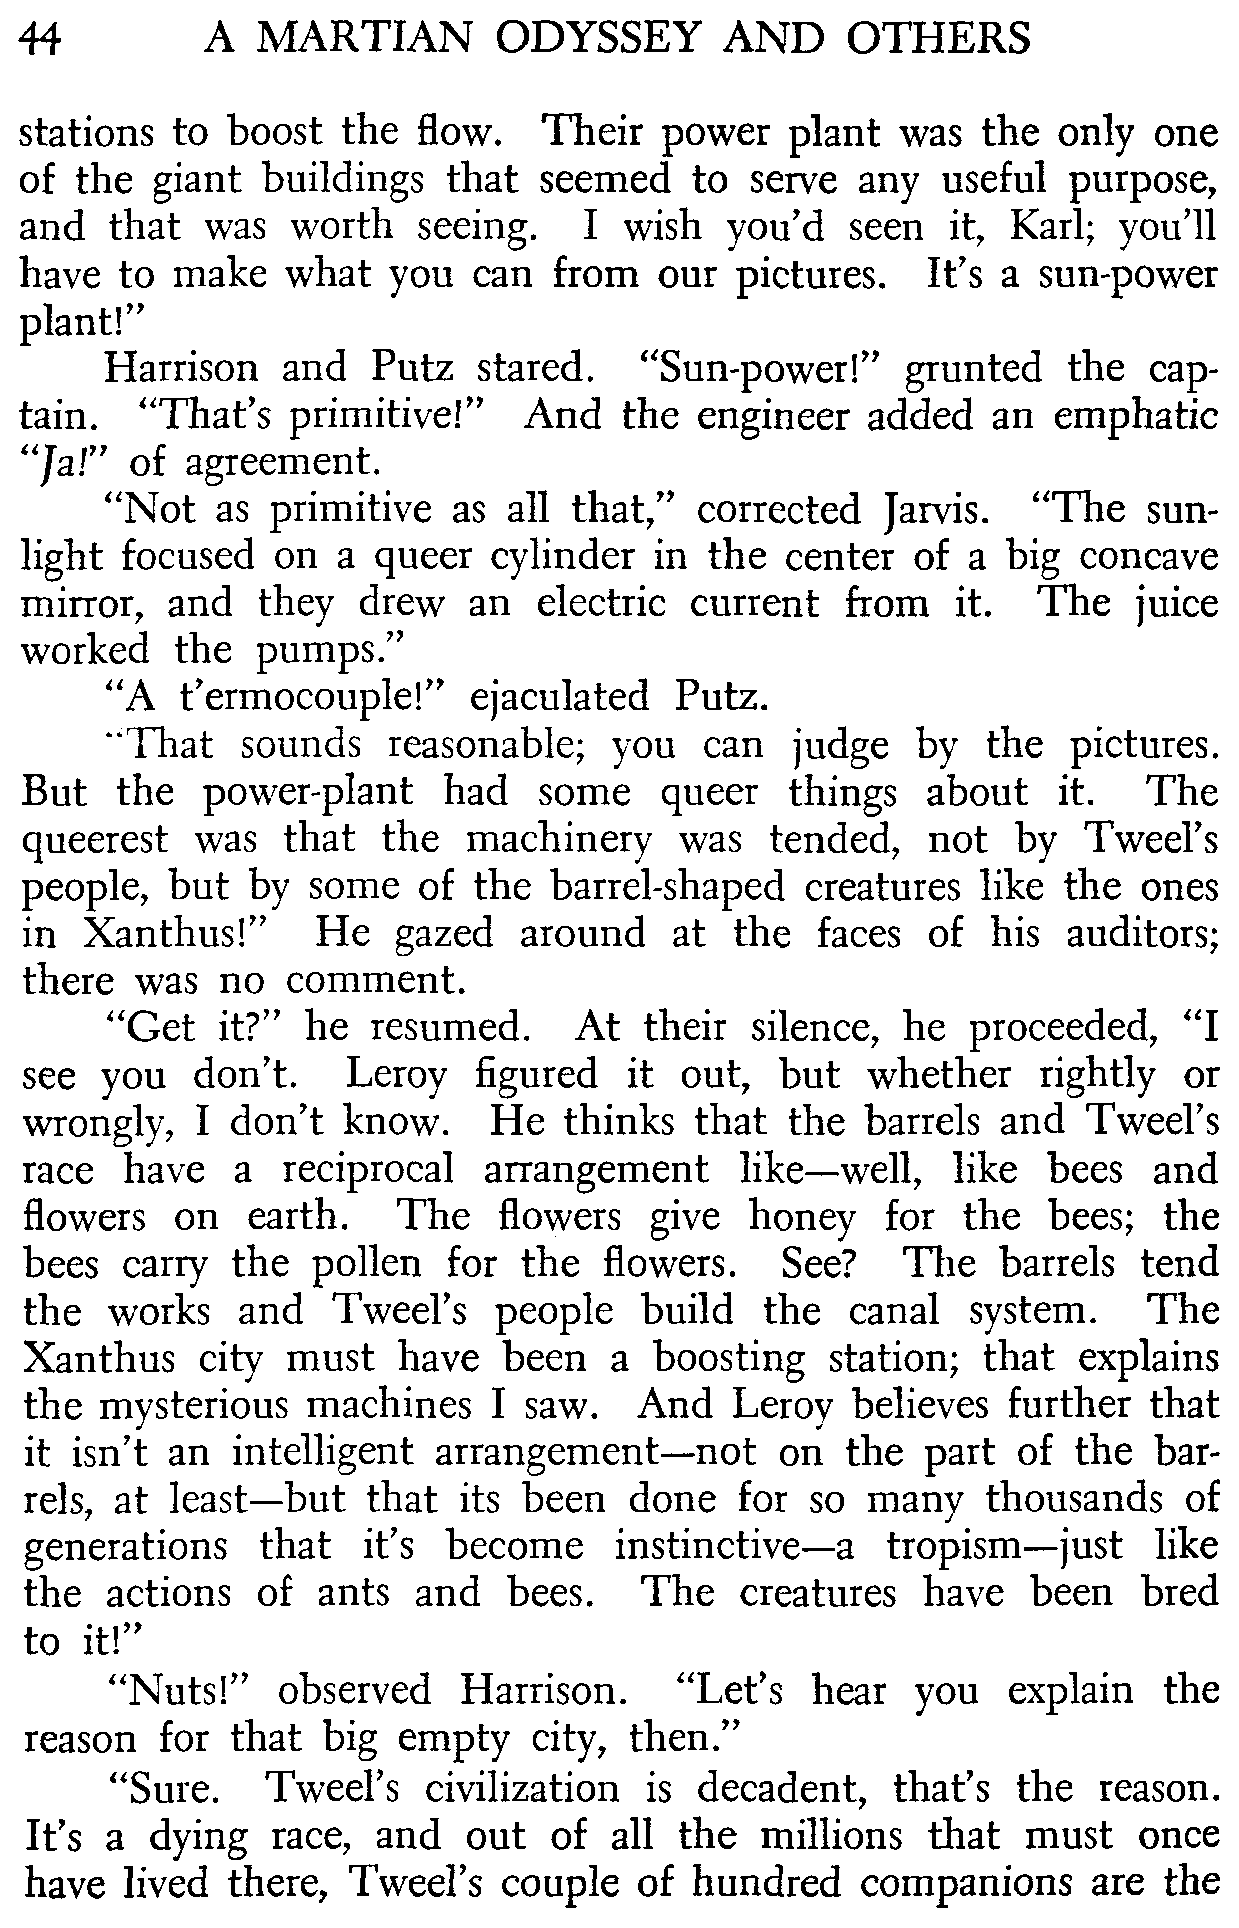 44 A MARTIAN ODYSSEY AND OTHERS
stations to boost the flow. Their power plant was the only one
of the giant buildings that seemed to serve any useful purpose,
and that was worth seeing. I wish you'd seen it, Karl; you'll
have to make what you can from our pictures. It's a sun-power
plant!”
Harrison and Putz stared. “Sun-power!” grunted the cap-
tain. “That's primitive!” And the engineer added an emphatic
“Ja!” of agreement.
“Not as primitive as all that,” corrected Jarvis. “The sun-
light focused on a queer cylinder in the center of a big concave
mirror, and they drew an electric current from it. The juice
worked the pumps.”
“A t'ermocouple!” ejaculated Putz.
“That sounds reasonable; you can judge by the pictures.
But the power-plant had some queer things about it. The
queerest was that the machinery was tended, not by Tweel's
people, but by some of the barrel-shaped creatures like the ones
in Xanthus!” He gazed around at the faces of his auditors;
there was no comment.
“Get it?” he resumed. At their silence, he proceeded, “I
see you don't. Leroy figured it out, but whether rightly or
wrongly, I don't know. He thinks that the barrels and Tweel's
race have a reciprocal arrangement like—well, like bees and
flowers on earth. The flowers give honey for the bees; the
bees carry the pollen for the flowers. See? The barrels tend
the works and Tweel's people build the canal system. The
Xanthus city must have been a boosting station; that explains
the mysterious machines I saw. And Leroy believes further that
it isn't an intelligent arrangement—not on the part of the bar-
rels, at least—but that its been done for so many thousands of
generations that it's become instinctive—a tropism—just like
the actions of ants and bees. The creatures have been bred
to it!”
“Nuts!” observed Harrison. “Let's hear you explain the
reason for that big empty city, then.”
“Sure. Tweel's civilization is decadent, that's the reason.
It's a dying race, and out of all the millions that must once
have lived there, Tweel's couple of hundred companions are the